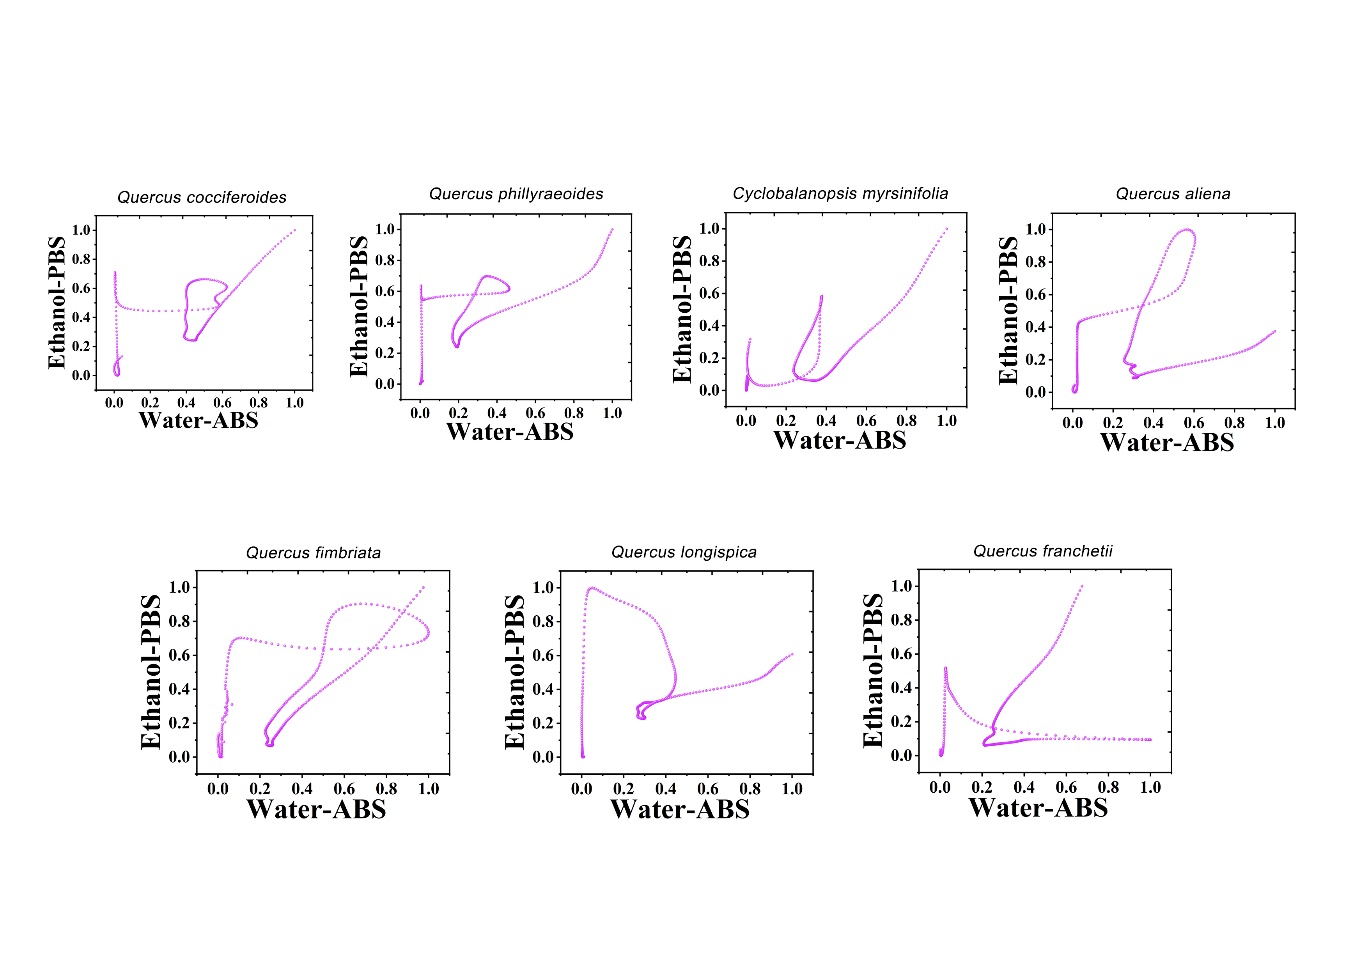 Quercus cocciferoides
Ethanol-PBS
1.0
0.8
0.6
0.4
0.2
0.0
0.0 0.2 0.4 0.6 0.8 1.0
Water-ABS
Quercus phillyraeoides
Ethanol-PBS
1.0
0.8
0.6
0.4
0.2
0.0
0.0 0.2 0.4 0.6 0.8 1.0
Water-ABS
Cyclobalanopsis myrsinifolia
Ethanol-PBS
1.0
0.8
0.6
0.4
0.2
0.0
0.0 0.2 0.4 0.6 0.8 1.0
Water-ABS
Quercus aliena
Ethanol-PBS
1.0
0.8
0.6
0.4
0.2
0.0
0.0 0.2 0.4 0.6 0.8 1.0
Water-ABS
Quercus fimbriata
Ethanol-PBS
1.0
0.8
0.6
0.4
0.2
0.0
0.0 0.2 0.4 0.6 0.8 1.0
Water-ABS
Quercus longispica
Ethanol-PBS
1.0
0.8
0.6
0.4
0.2
0.0
0.0 0.2 0.4 0.6 0.8 1.0
Water-ABS
Quercus franchetii
Ethanol-PBS
1.0
0.8
0.6
0.4
0.2
0.0
0.0 0.2 0.4 0.6 0.8 1.0
Water-ABS